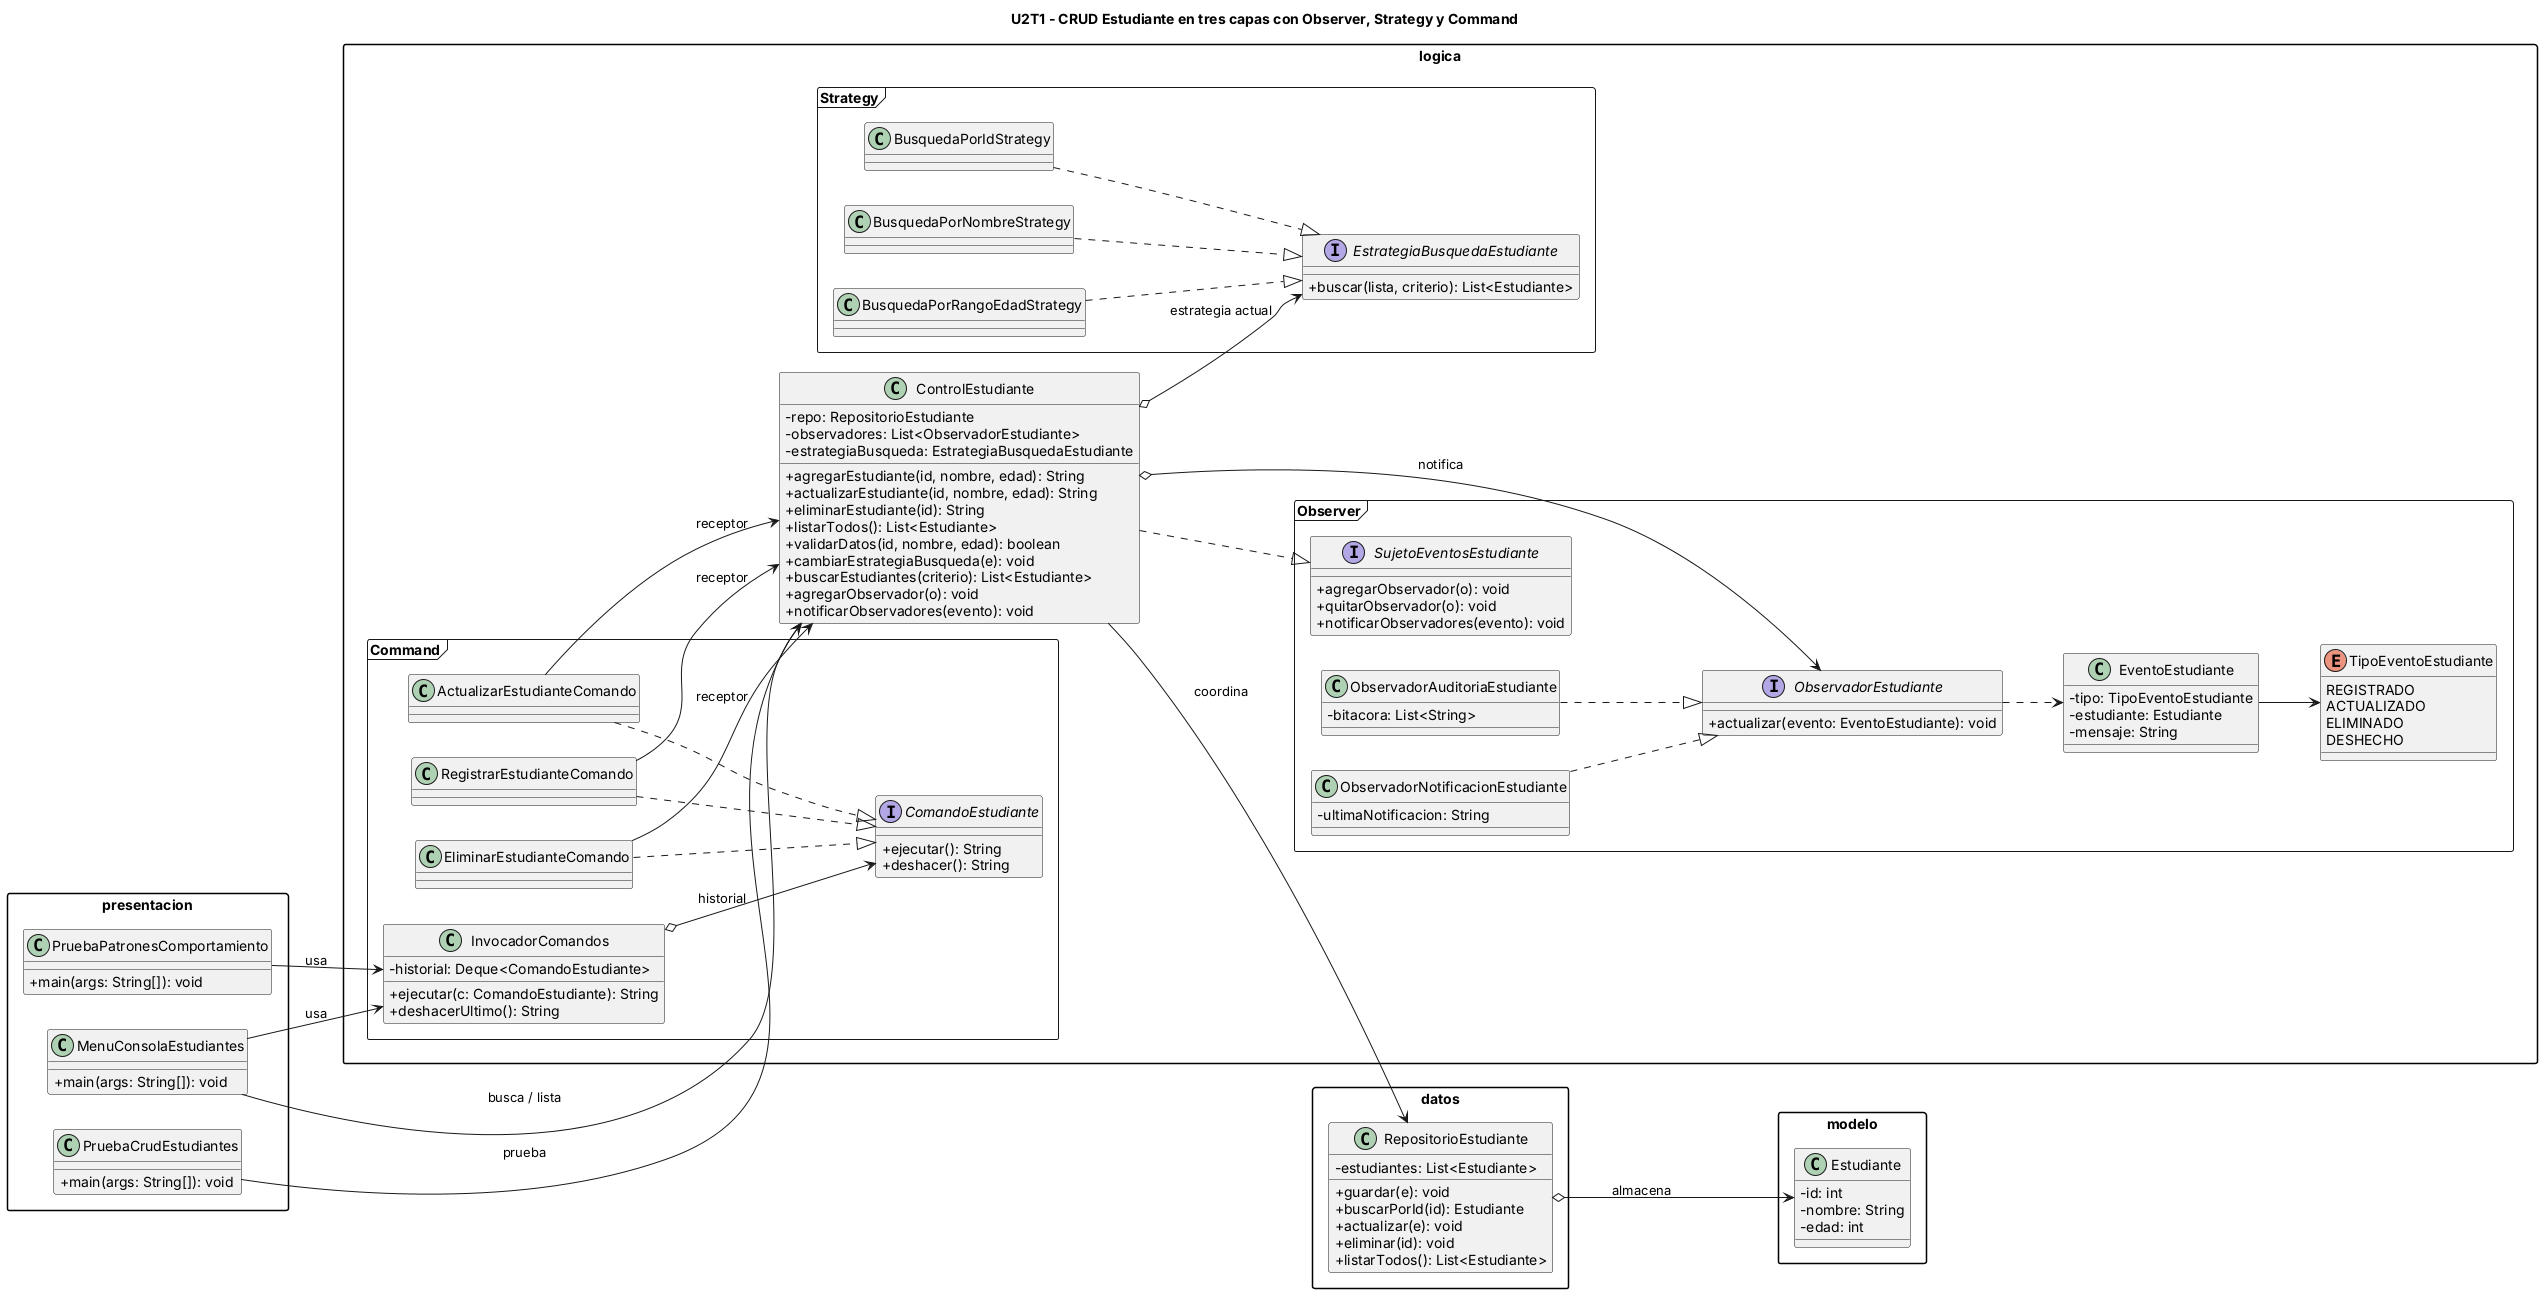 U2T1 - CRUD Estudiante en tres capas con Observer, Strategy y Command
logica
Strategy
C BusquedaPorIdStrategy
C BusquedaPorNombreStrategy
C BusquedaPorRangoEdadStrategy
I EstrategiaBusquedaEstudiante
+buscar(lista, criterio): List<Estudiante>
estrategia actual
C ControlEstudiante
-repo: RepositorioEstudiante
-observadores: List<ObservadorEstudiante>
-estrategiaBusqueda: EstrategiaBusquedaEstudiante
+agregarEstudiante(id, nombre, edad): String
+actualizarEstudiante(id, nombre, edad): String
+eliminarEstudiante(id): String
+listarTodos(): List<Estudiante>
+validarDatos(id, nombre, edad): boolean
+cambiarEstrategiaBusqueda(e): void
+buscarEstudiantes(criterio): List<Estudiante>
+agregarObservador(o): void
+notificarObservadores(evento): void
notifica
receptor
receptor
receptor
coordina
Observer
I SujetoEventosEstudiante
+agregarObservador(o): void
+quitarObservador(o): void
+notificarObservadores(evento): void
C ObservadorAuditoriaEstudiante
-bitacora: List<String>
C ObservadorNotificacionEstudiante
-ultimaNotificacion: String
I ObservadorEstudiante
+actualizar(evento: EventoEstudiante): void
C EventoEstudiante
-tipo: TipoEventoEstudiante
-estudiante: Estudiante
-mensaje: String
E TipoEventoEstudiante
REGISTRADO
ACTUALIZADO
ELIMINADO
DESHECHO
Command
C ActualizarEstudianteComando
C RegistrarEstudianteComando
C EliminarEstudianteComando
I ComandoEstudiante
+ejecutar(): String
+deshacer(): String
historial
C InvocadorComandos
-historial: Deque<ComandoEstudiante>
+ejecutar(c: ComandoEstudiante): String
+deshacerUltimo(): String
presentacion
C PruebaPatronesComportamiento
+main(args: String[]): void
usa
C MenuConsolaEstudiantes
+main(args: String[]): void
usa
busca / lista
C PruebaCrudEstudiantes
+main(args: String[]): void
prueba
datos
C RepositorioEstudiante
-estudiantes: List<Estudiante>
+guardar(e): void
+buscarPorId(id): Estudiante
+actualizar(e): void
+eliminar(id): void
+listarTodos(): List<Estudiante>
almacena
modelo
C Estudiante
-id: int
-nombre: String
-edad: int